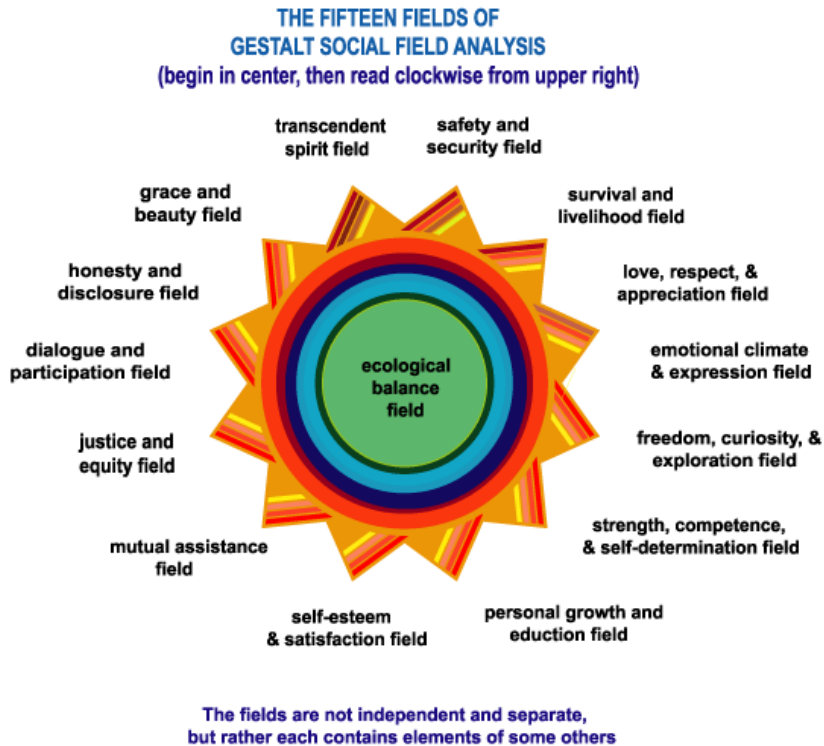 THE FIFTEEN FIELDS OF
GESTALT SOCIAL FIELD ANALYSIS
(begin in center, then read clockwise from upper right)
ecological
balance
field
safety and
security field
survival and
livelihood field
love, respect, &
appreciation field
emotional climate
& expression field
freedom, curiosity, &
exploration field
strength, competence,
& self-determination field
personal growth and
eduction field
self-esteem
& satisfaction field
mutual assistance
field
justice and
equity field
dialogue and
participation field
honesty and
disclosure field
grace and
beauty field
transcendent
spirit field
The fields are not independent and separate,
but rather each contains elements of some others